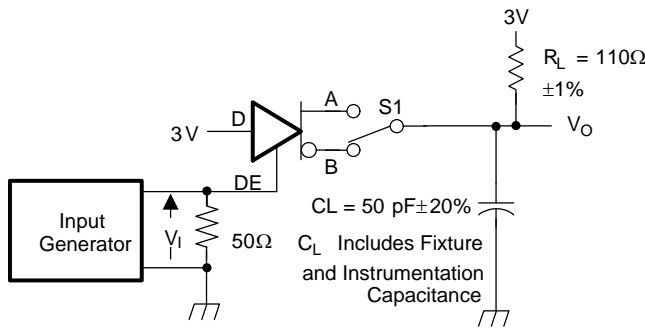 3V
R_L = 110Ω
±1%
A
S1
3V
D
V_O
B
DE
CL = 50 pF±20%
Input
Generator
V_I
50Ω
C_L Includes Fixture
and Instrumentation
Capacitance